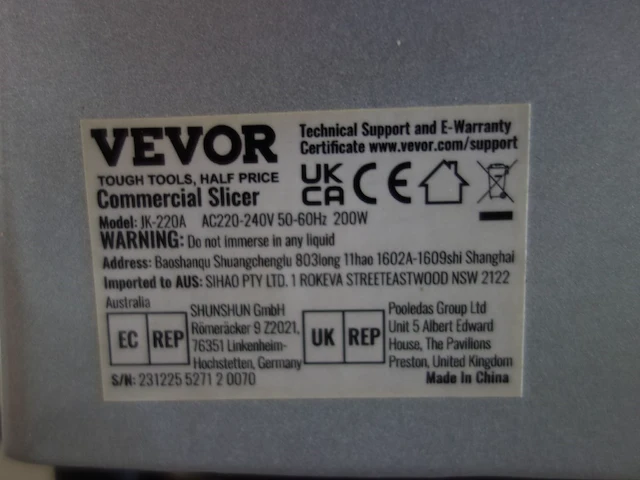 VEVOR
TOUGH TOOLS, HALF PRICE
Technical Support and E-Warranty
Certificate www.vevor.com/support
Commercial Slicer
UK
CA CE
Model: JK-220A AC220-240V 50-60Hz 200W
WARNING: Do not immerse in any liquid
Address: Baoshanqu Shuangchenglu 803long 11hao 1602A-1609shi Shanghai
Imported to AUS: SIHAO PTY LTD. 1 ROKEVA STREETEASTWOOD NSW 2122
Australia
EC REP
SHUNSHUN GmbH
Römeräcker 9 Z2021,
76351 Linkenheim-
Hochstetten, Germany
UK REP
Pooledas Group Ltd
Unit 5 Albert Edward
House, The Pavilions
Preston, United Kingdom
S/N: 231225 5271 2 0070
Made In China